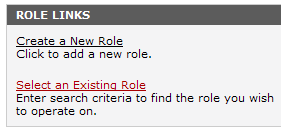 ROLE LINKS
Create a New Role
Click to add a new role.
Select an Existing Role
Enter search criteria to find the role you wish
to operate on.